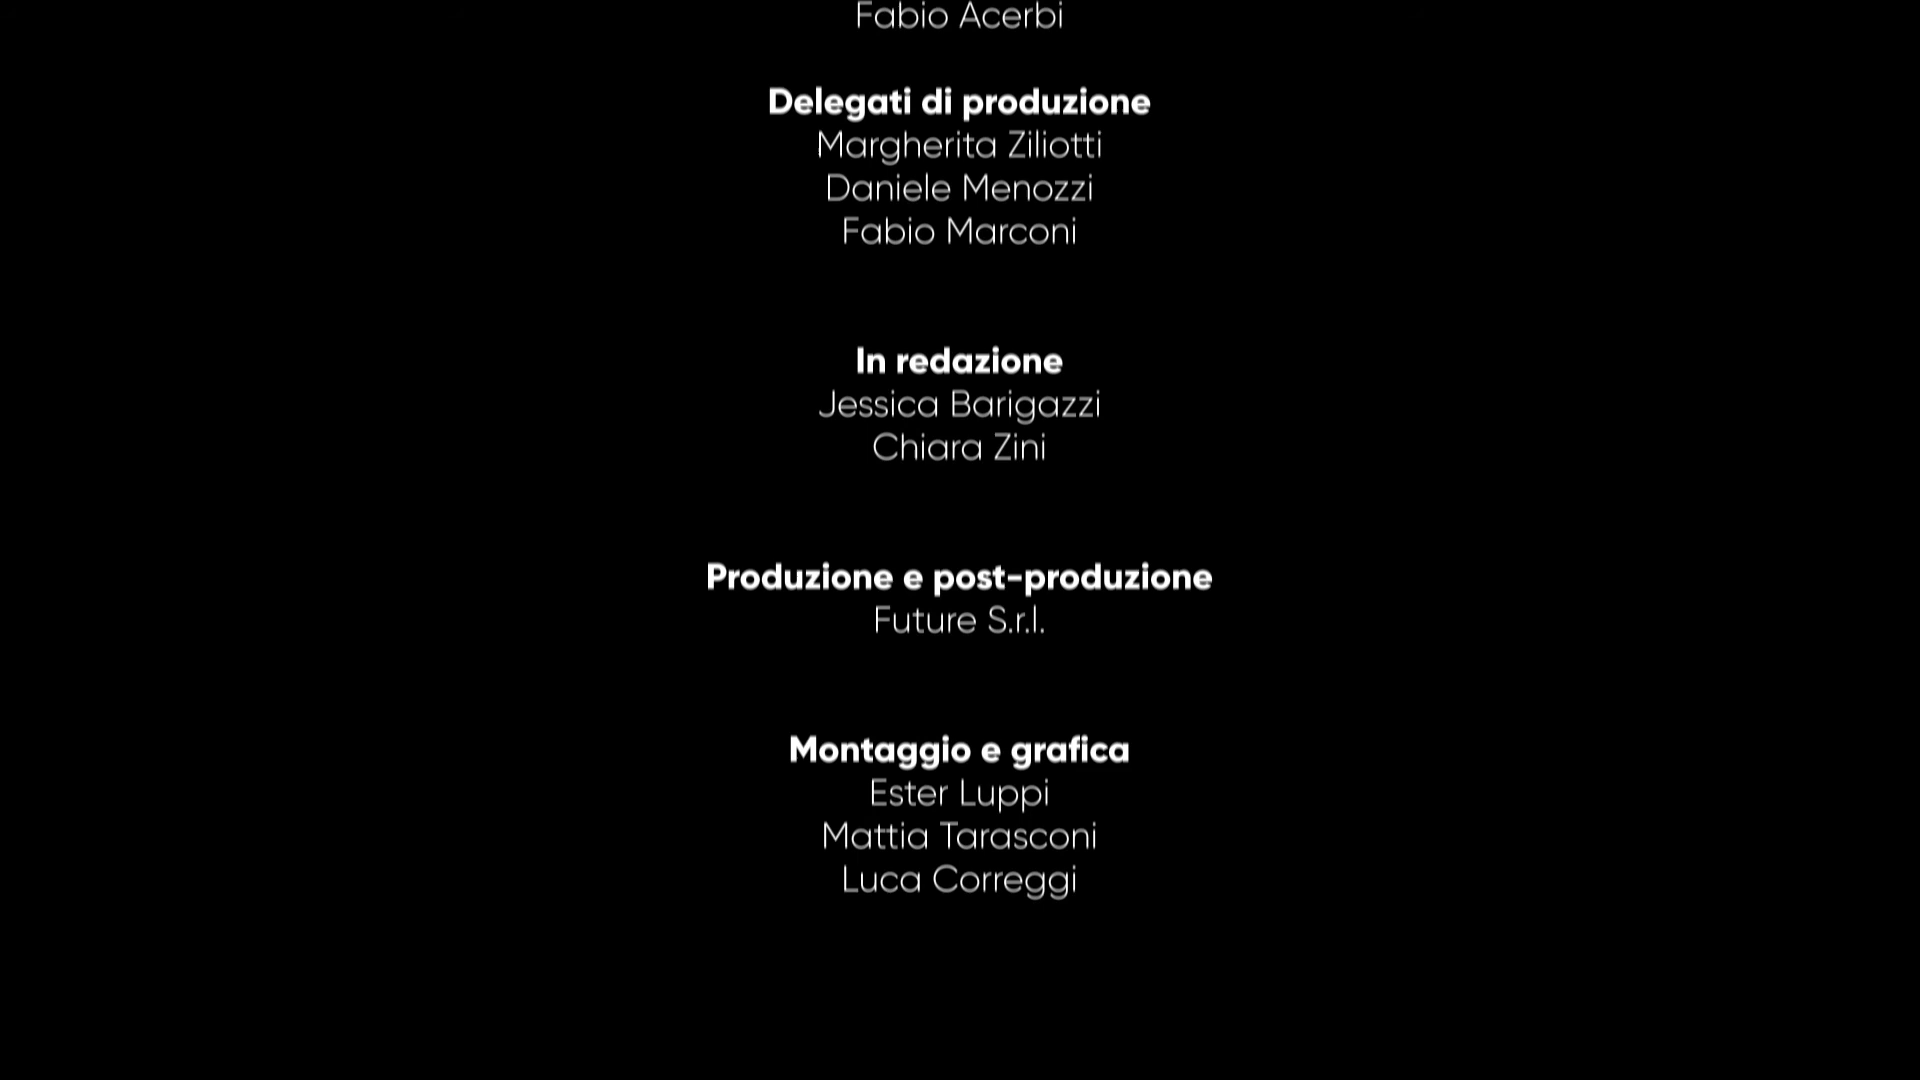 Fabio Acerbi
Delegati di produzione
Margherita Ziliotti
Daniele Menozzi
Fabio Marconi
In redazione
Jessica Barigazzi
Chiara Zini
Produzione e post-produzione
Future S.r.l.
Montaggio e grafica
Ester Luppi
Mattia Tarasconi
Luca Correggi